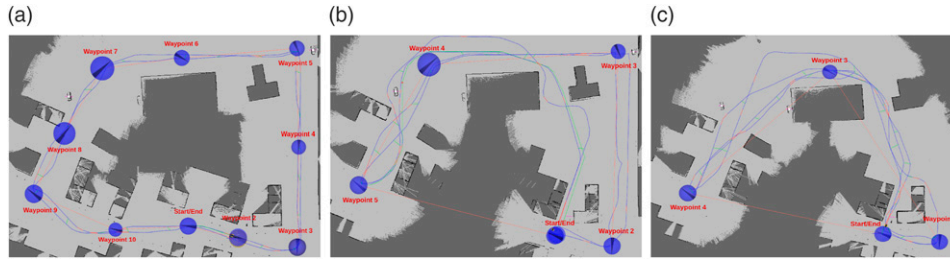 (a)
Waypoint 7
Waypoint 6
Waypoint 5
Waypoint 4
Waypoint 8
Waypoint 9
Waypoint 10
Start/End
Waypoint 2
Waypoint 3
(b)
Waypoint 4
Waypoint 3
Waypoint 5
Start/End
Waypoint 2
(c)
Waypoint 3
Waypoint 4
Start/End
Waypoin